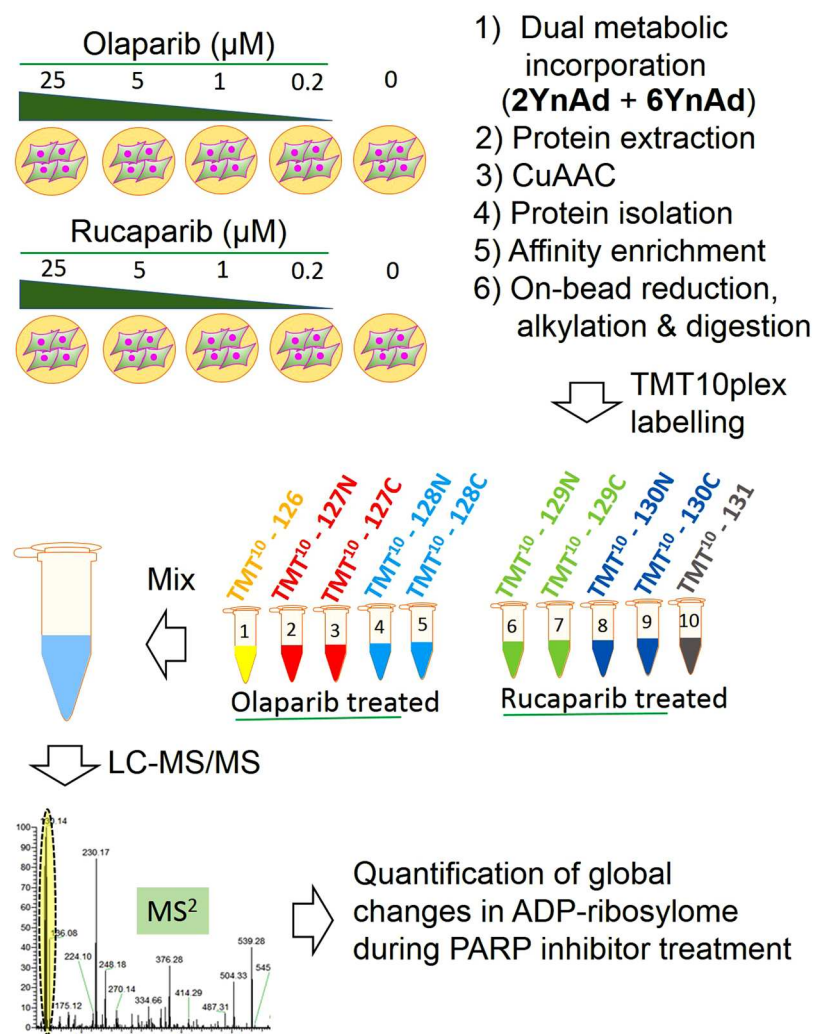 Olaparib (µM)
25 5 1 0.2 0
Rucaparib (µM)
25 5 1 0.2 0
1) Dual metabolic
incorporation
(2YnAd + 6YnAd)
2) Protein extraction
3) CuAAC
4) Protein isolation
5) Affinity enrichment
6) On-bead reduction,
alkylation & digestion
TMT10plex
labelling
TMT¹⁰ - 126
TMT¹⁰ - 127N
TMT¹⁰ - 127C
TMT¹⁰ - 128N
TMT¹⁰ - 128C
TMT¹⁰ - 129N
TMT¹⁰ - 129C
TMT¹⁰ - 130N
TMT¹⁰ - 130C
TMT¹⁰ - 131
Mix
1 2 3 4 5 6 7 8 9 10
Olaparib treated
Rucaparib treated
LC-MS/MS
100
90
80
70
60
50
40
30
20
10
0
230.17
136.08
224.10
248.18
175.12
270.14
334.66
376.28
414.29
487.31
504.33
539.28
545
MS²
Quantification of global
changes in ADP-ribosylome
during PARP inhibitor treatment